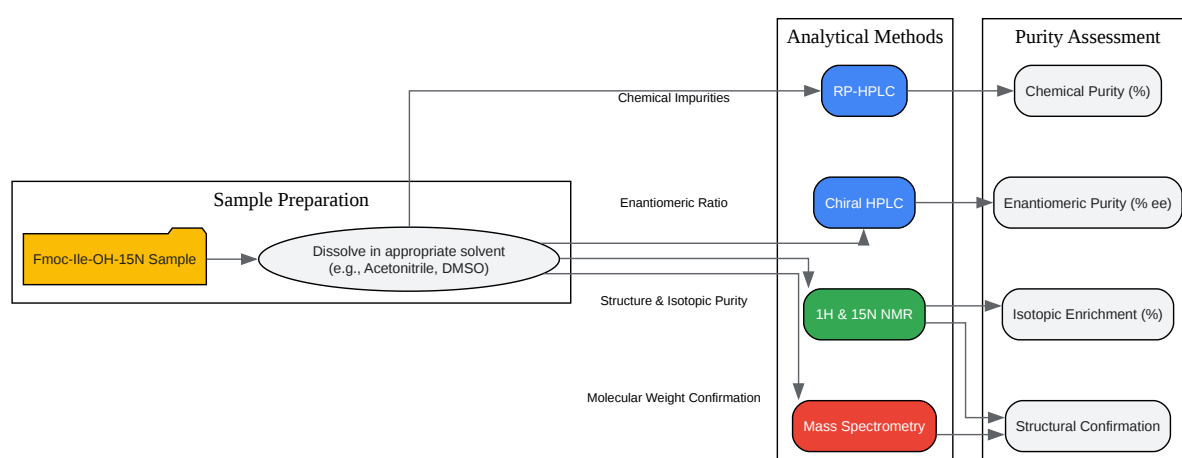 Analytical Methods
Purity Assessment
Chemical Impurities
RP-HPLC
Chemical Purity (%)
Sample Preparation
Enantiomeric Ratio
Chiral HPLC
Enantiomeric Purity (% ee)
Fmoc-Ile-OH-15N Sample
Dissolve in appropriate solvent
(e.g., Acetonitrile, DMSO)
Structure & Isotopic Purity
1H & 15N NMR
Isotopic Enrichment (%)
Molecular Weight Confirmation
Mass Spectrometry
Structural Confirmation